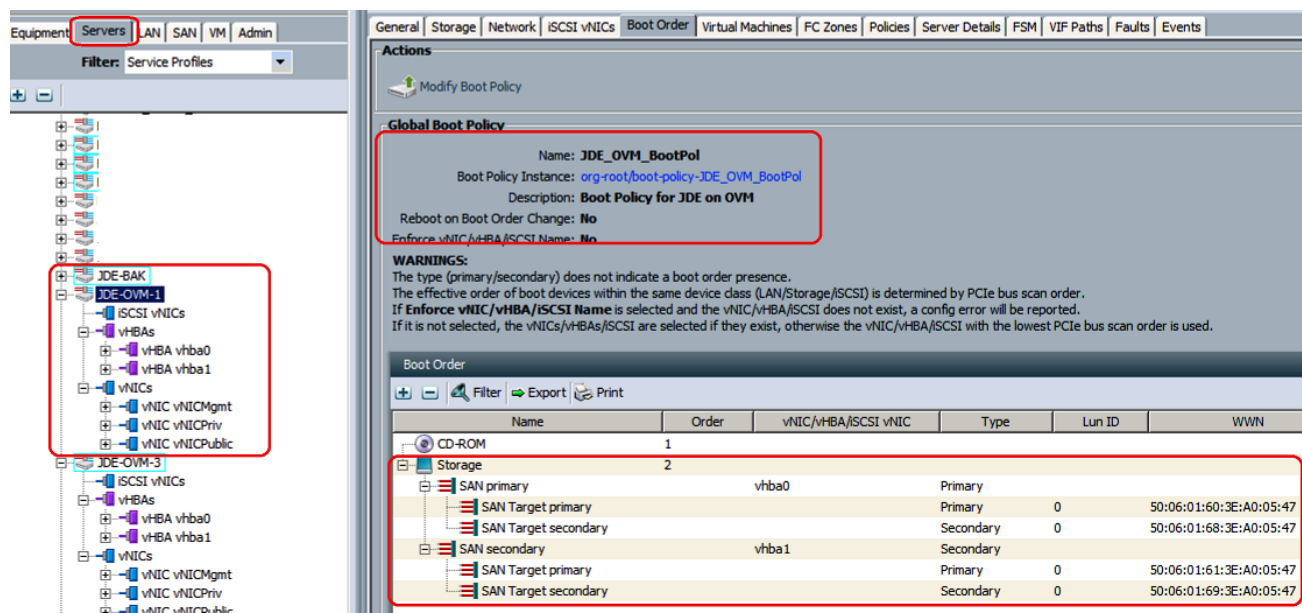 Equipment Servers LAN SAN VM Admin
Filter: Service Profiles
JDE-BAK
JDE-OVM-1
iSCSI vNICs
vHBAs
vHBA vhba0
vHBA vhba1
vNICs
vNIC vNICMgmt
vNIC vNICPriv
vNIC vNICPublic
JDE-OVM-3
iSCSI vNICs
vHBAs
vHBA vhba0
vHBA vhba1
vNICs
vNIC vNICMgmt
vNIC vNICPriv
vNIC vNICPublic
General Storage Network iSCSI vNICs Boot Order Virtual Machines FC Zones Policies Server Details FSM VIF Paths Faults Events
Actions
Modify Boot Policy
Global Boot Policy
Name: JDE_OVM_BootPol
Boot Policy Instance: org-root/boot-policy-JDE_OVM_BootPol
Description: Boot Policy for JDE on OVM
Reboot on Boot Order Change: No
Enforce vNIC/vHBA/iSCSI Name: No
WARNINGS:
The type (primary/secondary) does not indicate a boot order presence.
The effective order of boot devices within the same device class (LAN/Storage/iSCSI) is determined by PCIe bus scan order.
If Enforce vNIC/vHBA/iSCSI Name is selected and the vNIC/vHBA/iSCSI does not exist, a config error will be reported.
If it is not selected, the vNICs/vHBAs/iSCSI are selected if they exist, otherwise the vNIC/vHBA/iSCSI with the lowest PCIe bus scan order is used.
Boot Order
Filter Export Print
Name Order vNIC/vHBA/iSCSI vNIC Type Lun ID WWN
CD-ROM 1
Storage 2
SAN primary vhba0 Primary
SAN Target primary Primary 0 50:06:01:60:3E:A0:05:47
SAN Target secondary Secondary 0 50:06:01:68:3E:A0:05:47
SAN secondary vhba1 Secondary
SAN Target primary Primary 0 50:06:01:61:3E:A0:05:47
SAN Target secondary Secondary 0 50:06:01:69:3E:A0:05:47